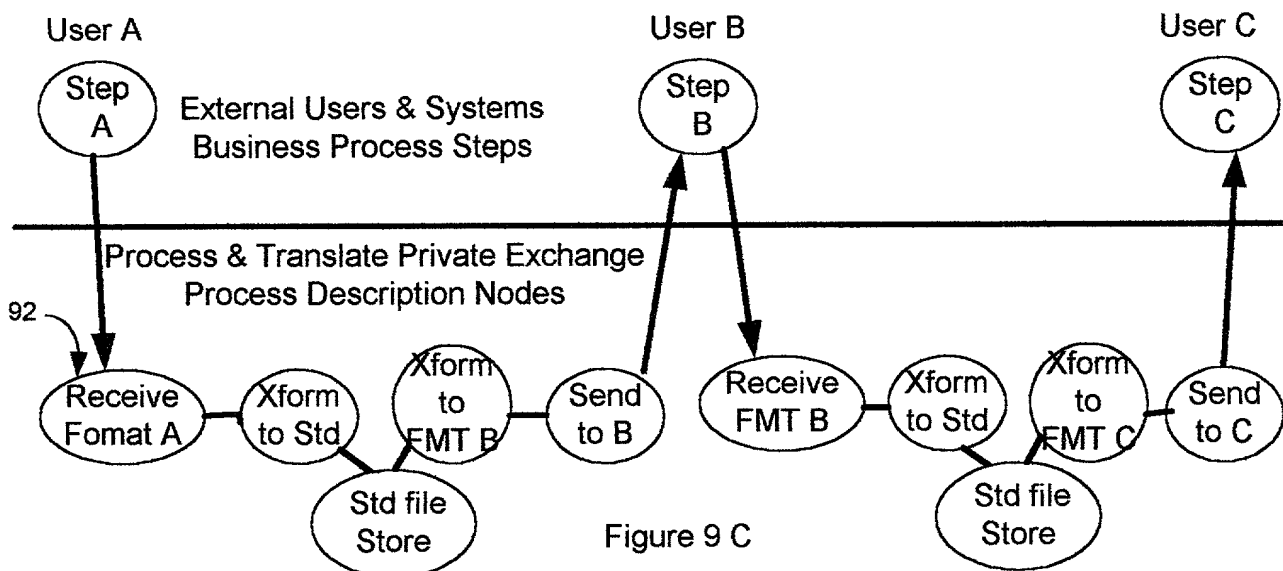 User A
User B
User C
Step
A
External Users & Systems
Business Process Steps
Step
B
Step
C
Process & Translate Private Exchange
Process Description Nodes
92
Receive
Fomat A
Xform
to Std
Xform
to
FMT B
Send
to B
Receive
FMT B
Xform
to Std
Xform
to
FMT C
Send
to C
Std file
Store
Std file
Store
Figure 9 C